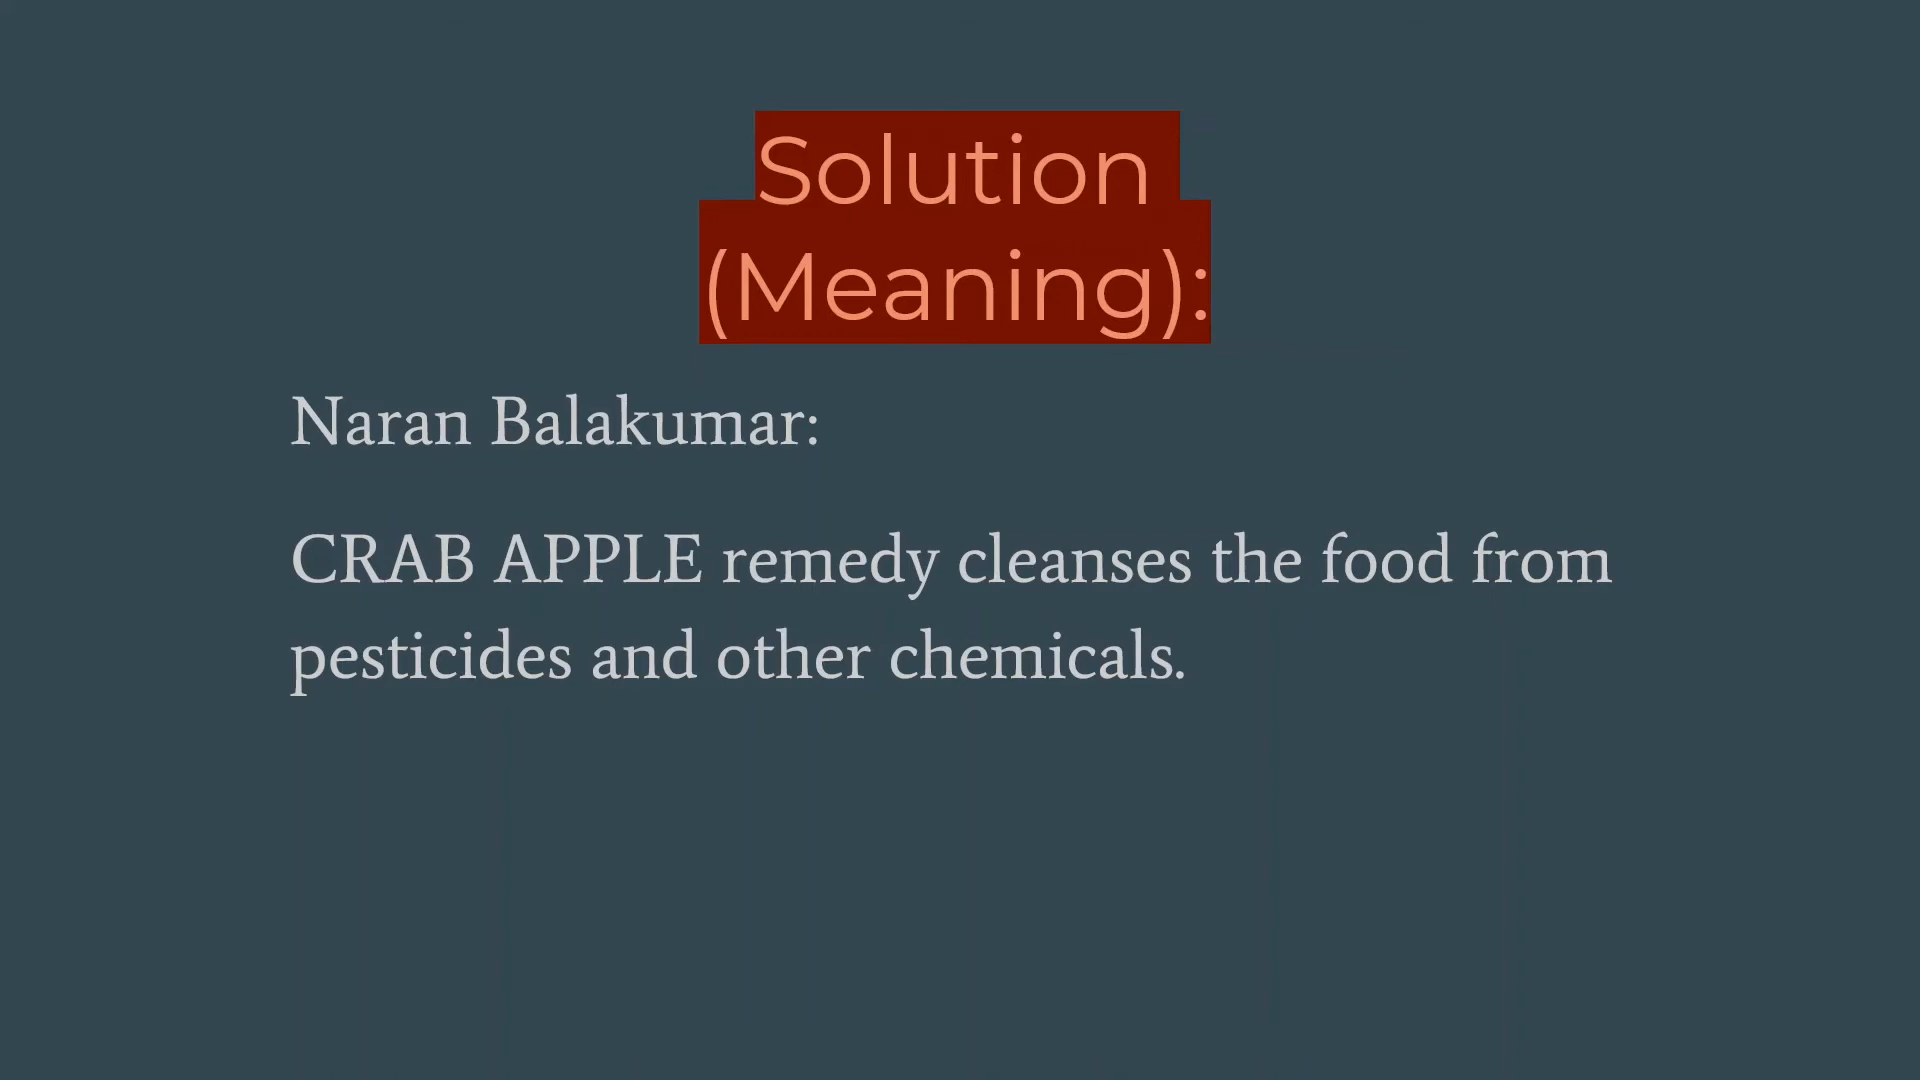 Solution
(Meaning):
Naran Balakumar:
CRAB APPLE remedy cleanses the food from
pesticides and other chemicals.